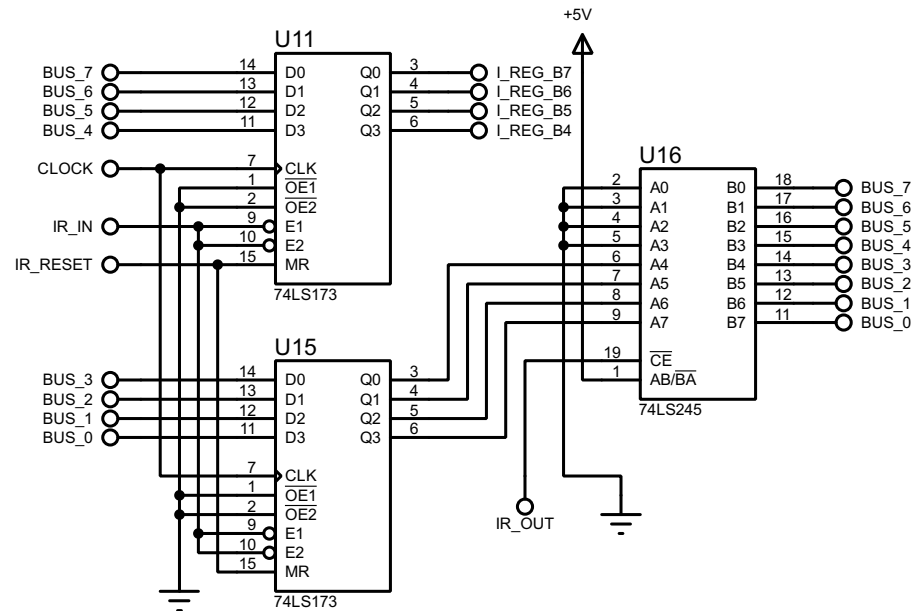 +5V
U11
BUS_7 14 D0 Q0 3 I_REG_B7
BUS_6 13 D1 Q1 4 I_REG_B6
BUS_5 12 D2 Q2 5 I_REG_B5
BUS_4 11 D3 Q3 6 I_REG_B4
CLOCK 7 CLK
1 OE1
2 OE2
IR_IN 9 E1
10 E2
IR_RESET 15 MR
74LS173
U16
2 A0 B0 18 BUS_7
3 A1 B1 17 BUS_6
4 A2 B2 16 BUS_5
5 A3 B3 15 BUS_4
6 A4 B4 14 BUS_3
7 A5 B5 13 BUS_2
8 A6 B6 12 BUS_1
9 A7 B7 11 BUS_0
19 CE
1 AB/BA
74LS245
U15
BUS_3 14 D0 Q0 3
BUS_2 13 D1 Q1 4
BUS_1 12 D2 Q2 5
BUS_0 11 D3 Q3 6
7 CLK
1 OE1
2 OE2
9 E1
10 E2
15 MR
74LS173
IR_OUT